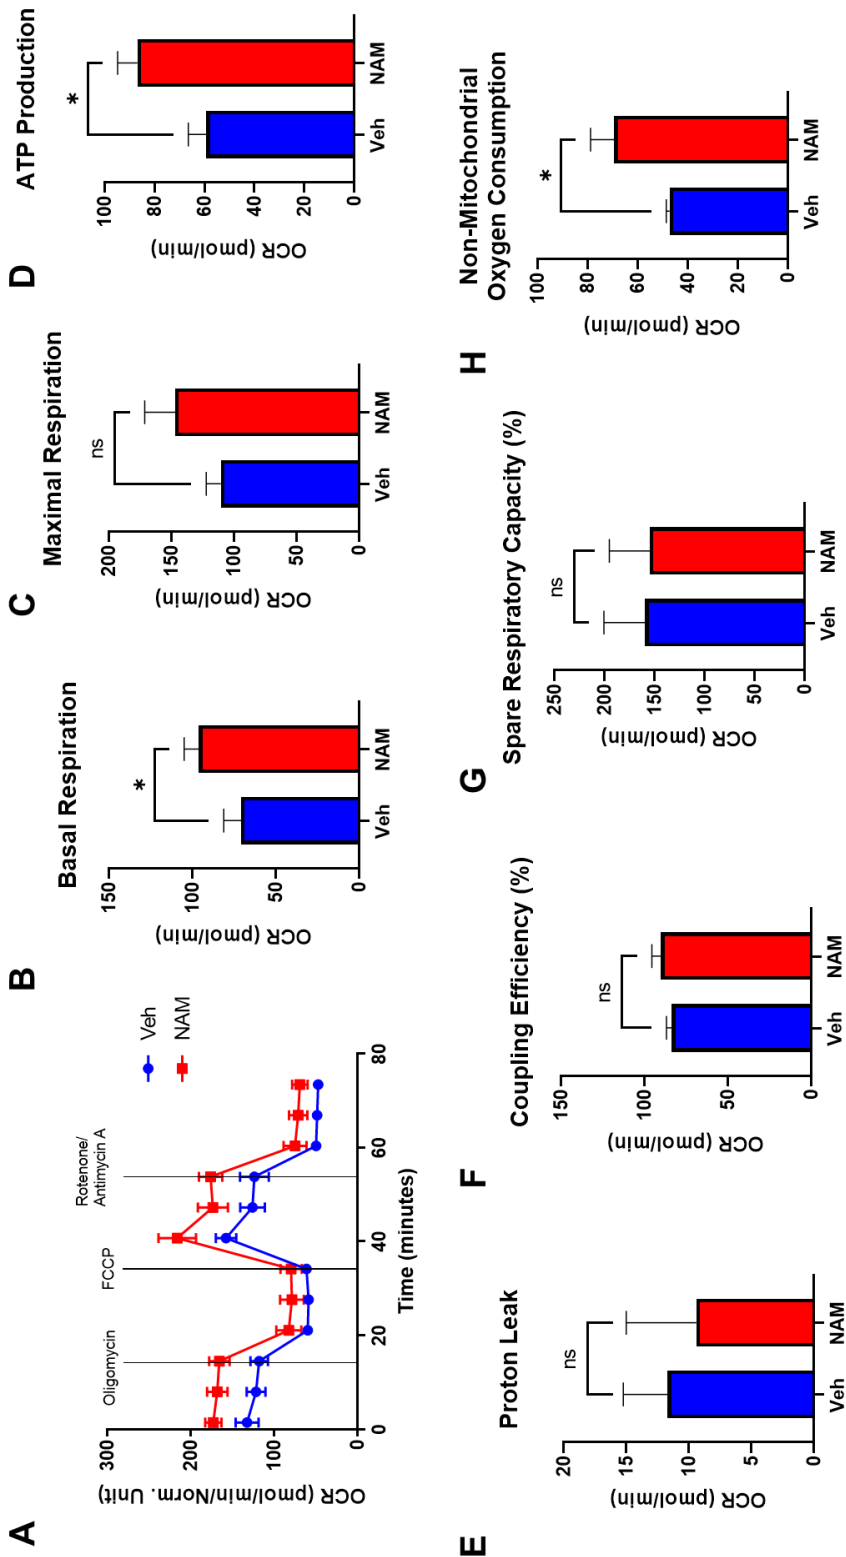 A
OCR (pmol/min/Norm. Unit)
300
200
100
0
0
20
40
60
80
Time (minutes)
Oligomycin
FCCP
Rotenone/
Antimycin A
Veh
NAM
B
Basal Respiration
OCR (pmol/min)
150
100
50
0
*
Veh
NAM
C
Maximal Respiration
OCR (pmol/min)
200
150
100
50
0
ns
Veh
NAM
D
ATP Production
OCR (pmol/min)
100
80
60
40
20
0
*
Veh
NAM
E
Proton Leak
OCR (pmol/min)
20
15
10
5
0
ns
Veh
NAM
F
Coupling Efficiency (%)
OCR (pmol/min)
150
100
50
0
ns
Veh
NAM
G
Spare Respiratory Capacity (%)
OCR (pmol/min)
250
200
150
100
50
0
ns
Veh
NAM
H
Non-Mitochondrial
Oxygen Consumption
OCR (pmol/min)
100
80
60
40
20
0
*
Veh
NAM